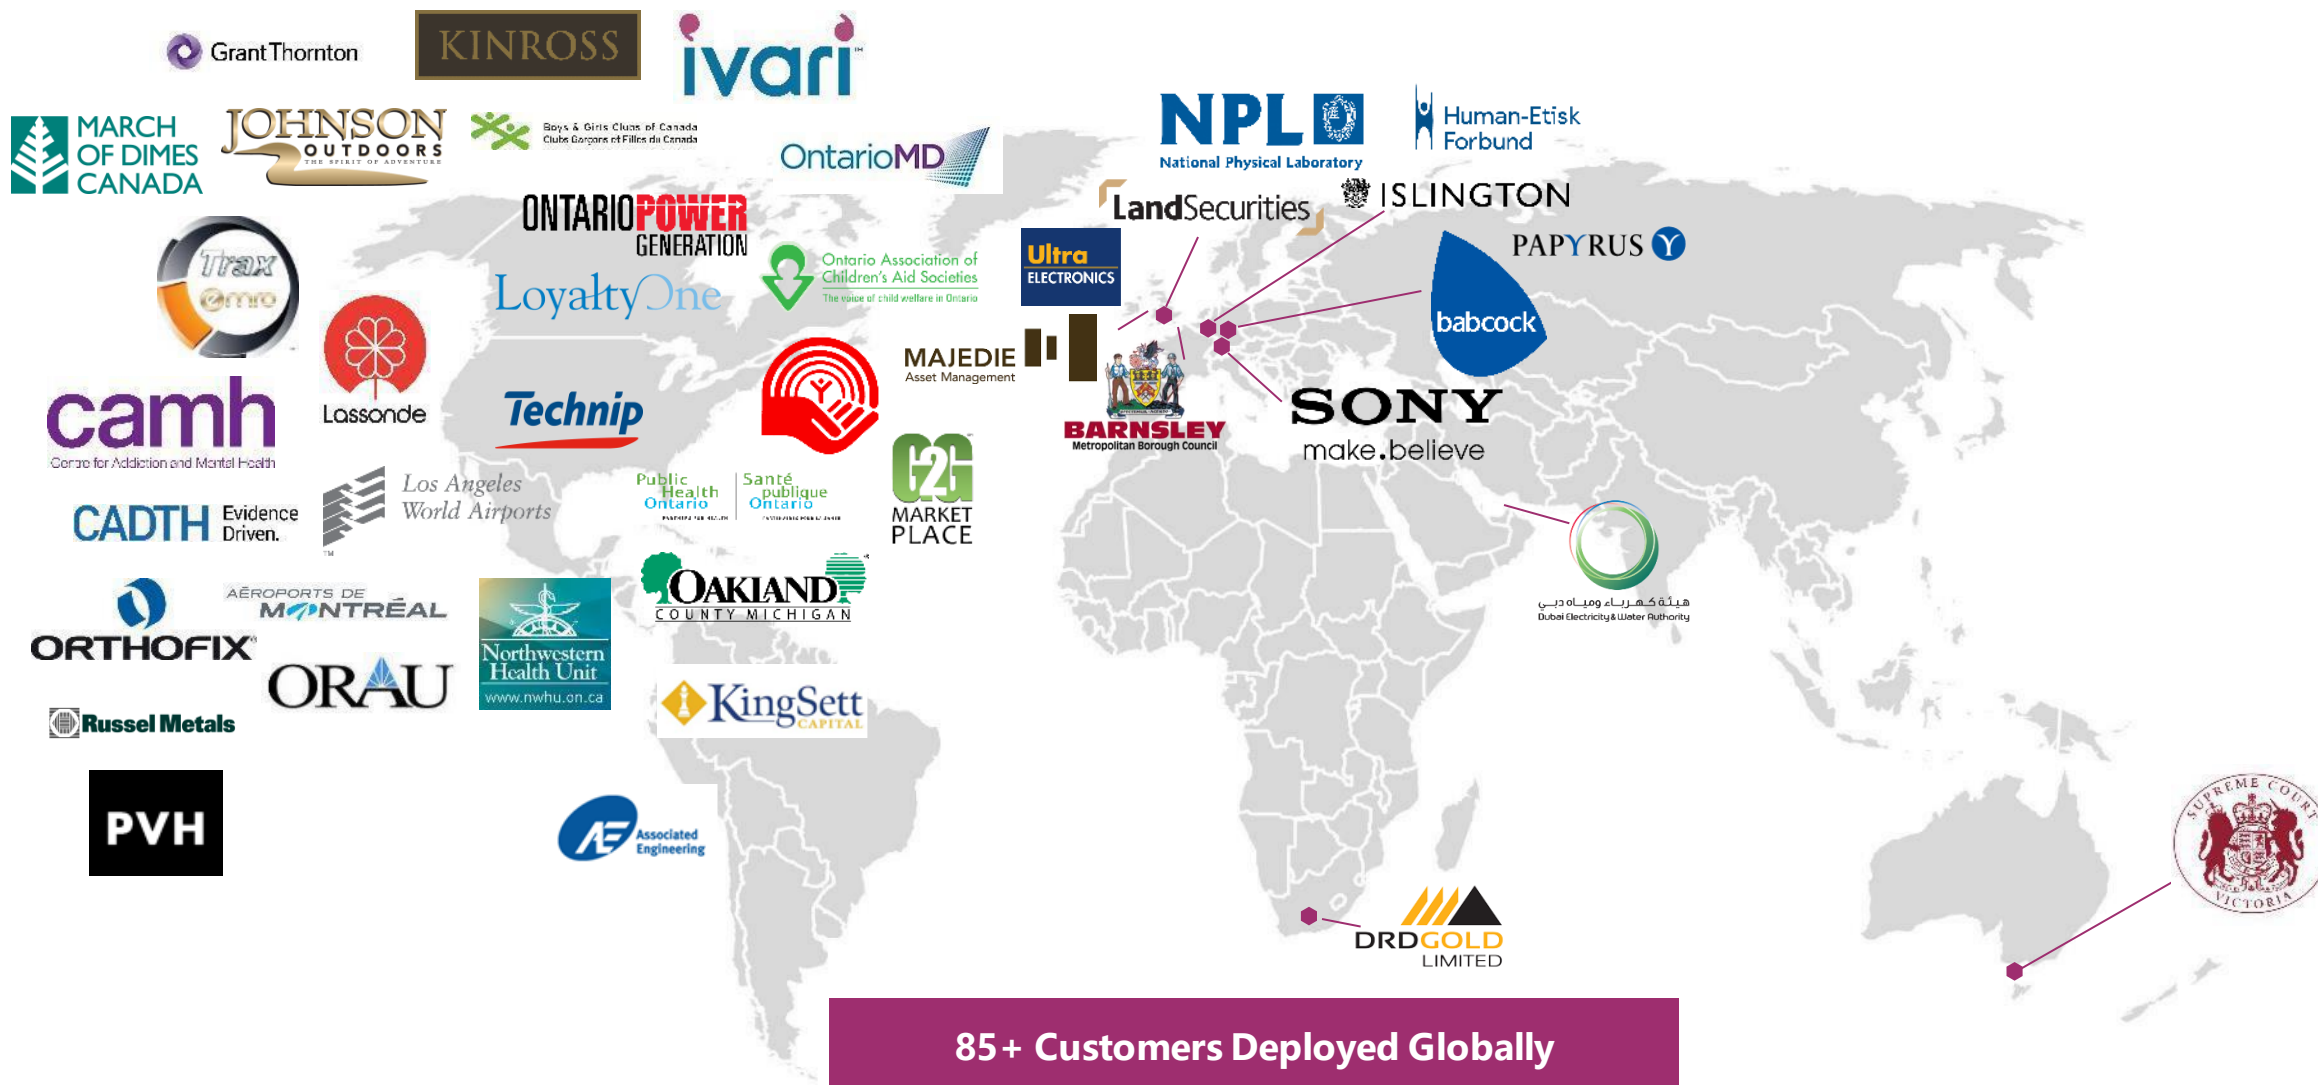 Grant Thornton
KINROSS
ivari
MARCH
OF DIMES
CANADA
JOHNSON
OUTDOORS
THE SPIRIT OF ADVENTURE
Boys & Girls Clubs of Canada
Clubs Garçons et Filles du Canada
OntarioMD
NPL
National Physical Laboratory
Human-Etisk
Forbund
LandSecurities
ISLINGTON
PAPYRUS
ONTARIOPOWER
GENERATION
Trax
emro
LoyaltyOne
Ontario Association of
Children's Aid Societies
The voice of child welfare in Ontario
Ultra
ELECTRONICS
babcock
Lassonde
MAJEDIE
Asset Management
camh
Centre for Addiction and Mental Health
Technip
BARNSLEY
Metropolitan Borough Council
SONY
make.believe
CADTH
Evidence
Driven.
Los Angeles
World Airports
TM
Public
Health
Ontario
Santé
publique
Ontario
G2G
MARKET
PLACE
هيئة كهرباء ومياه دبي
Dubai Electricity & Water Authority
ORTHOFIX®
AÉROPORTS DE
MONTRÉAL
Northwestern
Health Unit
www.nwhu.on.ca
OAKLAND
COUNTY MICHIGAN
ORAU
KingSett
CAPITAL
Russel Metals
PVH
AE
Associated
Engineering
DRDGOLD
LIMITED
SUPREME COURT
VICTORIA
85+ Customers Deployed Globally